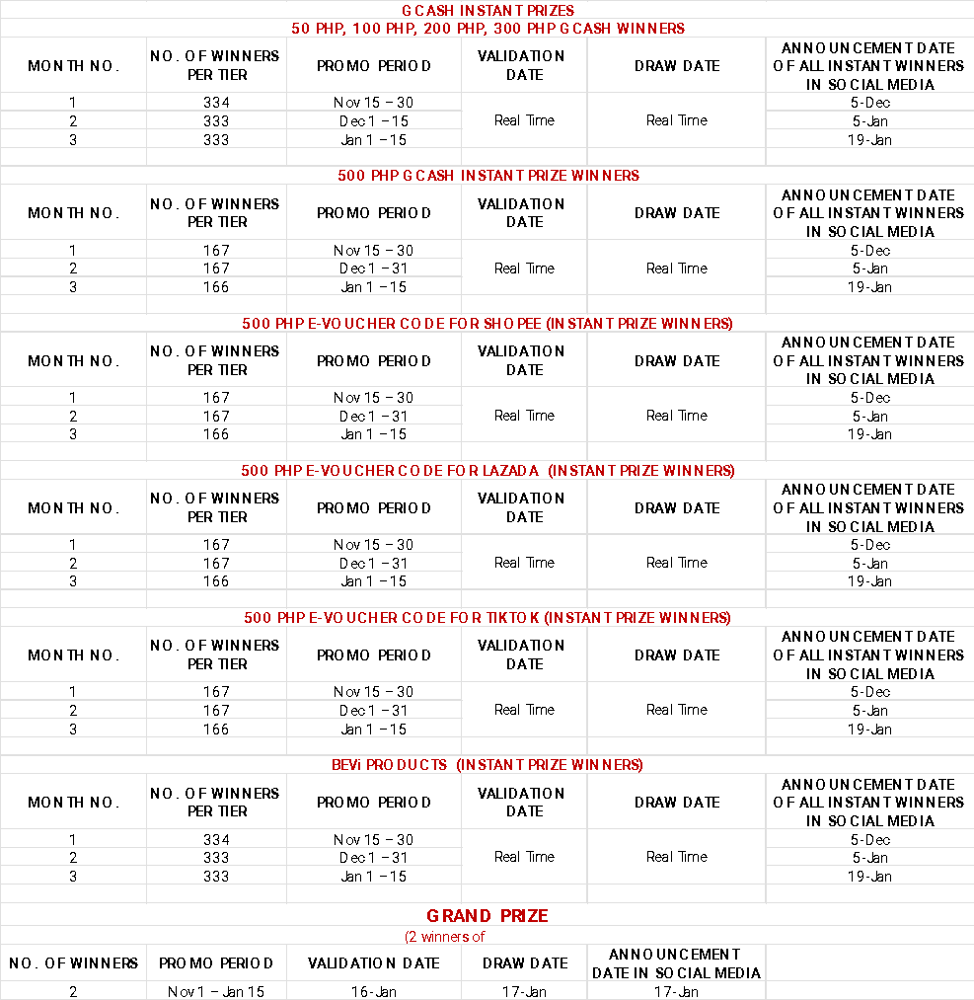 GCASH INSTANT PRIZES
50 PHP, 100 PHP, 200 PHP, 300 PHP GCASH WINNERS
MONTH NO. NO. OF WINNERS PER TIER PROMO PERIOD VALIDATION DATE DRAW DATE ANNOUNCEMENT DATE OF ALL INSTANT WINNERS IN SOCIAL MEDIA
1 334 Nov 15 – 30 5-Dec
2 333 Dec 1 – 15 Real Time Real Time 5-Jan
3 333 Jan 1 – 15 19-Jan
500 PHP GCASH INSTANT PRIZE WINNERS
MONTH NO. NO. OF WINNERS PER TIER PROMO PERIOD VALIDATION DATE DRAW DATE ANNOUNCEMENT DATE OF ALL INSTANT WINNERS IN SOCIAL MEDIA
1 167 Nov 15 – 30 5-Dec
2 167 Dec 1 – 31 Real Time Real Time 5-Jan
3 166 Jan 1 – 15 19-Jan
500 PHP E-VOUCHER CODE FOR SHOPEE (INSTANT PRIZE WINNERS)
MONTH NO. NO. OF WINNERS PER TIER PROMO PERIOD VALIDATION DATE DRAW DATE ANNOUNCEMENT DATE OF ALL INSTANT WINNERS IN SOCIAL MEDIA
1 167 Nov 15 – 30 5-Dec
2 167 Dec 1 – 31 Real Time Real Time 5-Jan
3 166 Jan 1 – 15 19-Jan
500 PHP E-VOUCHER CODE FOR LAZADA (INSTANT PRIZE WINNERS)
MONTH NO. NO. OF WINNERS PER TIER PROMO PERIOD VALIDATION DATE DRAW DATE ANNOUNCEMENT DATE OF ALL INSTANT WINNERS IN SOCIAL MEDIA
1 167 Nov 15 – 30 5-Dec
2 167 Dec 1 – 31 Real Time Real Time 5-Jan
3 166 Jan 1 – 15 19-Jan
500 PHP E-VOUCHER CODE FOR TIKTOK (INSTANT PRIZE WINNERS)
MONTH NO. NO. OF WINNERS PER TIER PROMO PERIOD VALIDATION DATE DRAW DATE ANNOUNCEMENT DATE OF ALL INSTANT WINNERS IN SOCIAL MEDIA
1 167 Nov 15 – 30 5-Dec
2 167 Dec 1 – 31 Real Time Real Time 5-Jan
3 166 Jan 1 – 15 19-Jan
BEVi PRODUCTS (INSTANT PRIZE WINNERS)
MONTH NO. NO. OF WINNERS PER TIER PROMO PERIOD VALIDATION DATE DRAW DATE ANNOUNCEMENT DATE OF ALL INSTANT WINNERS IN SOCIAL MEDIA
1 334 Nov 15 – 30 5-Dec
2 333 Dec 1 – 31 Real Time Real Time 5-Jan
3 333 Jan 1 – 15 19-Jan
GRAND PRIZE
(2 winners of
NO. OF WINNERS PROMO PERIOD VALIDATION DATE DRAW DATE ANNOUNCEMENT DATE IN SOCIAL MEDIA
2 Nov 1 – Jan 15 16-Jan 17-Jan 17-Jan